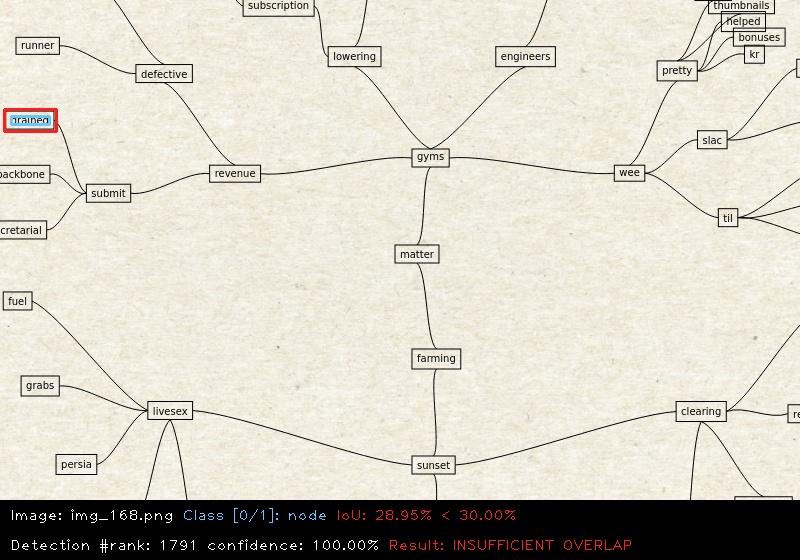 subscription
thumbnails
helped
bonuses
kr
runner
defective
lowering
engineers
pretty
grained
slac
gyms
backbone
submit
revenue
wee
cretarial
til
matter
fuel
farming
grabs
livesex
clearing
re
persia
sunset
Image: img_168.png Class [0/1]: node IoU: 28.95% < 30.00%
Detection #rank: 1791 confidence: 100.00% Result: INSUFFICIENT OVERLAP